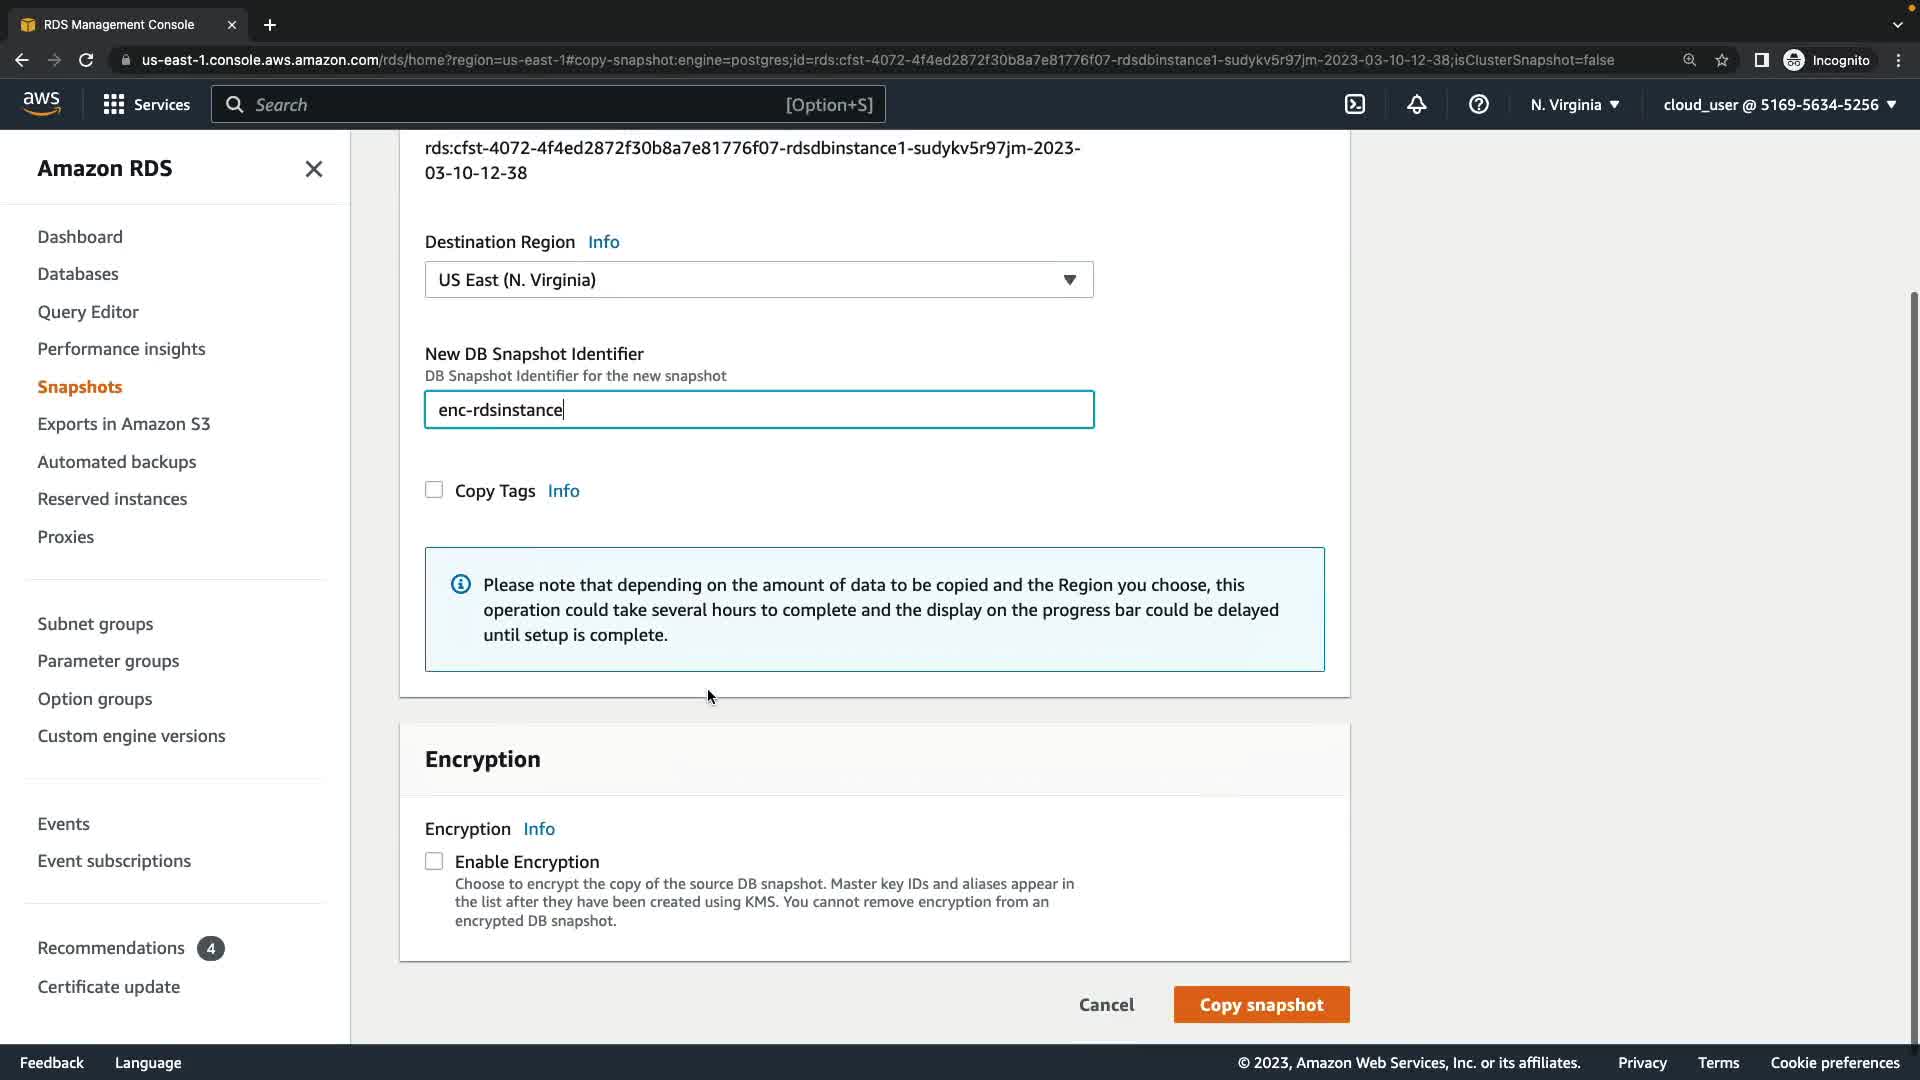 RDS Management Console
us-east-1.console.aws.amazon.com/rds/home?region=us-east-1#copy-snapshot:engine=postgres;id=rds:cfst-4072-4f4ed2872f30b8a7e81776f07-rdsdbinstance1-sudykv5r97jm-2023-03-10-12-38;isClusterSnapshot=false
Incognito
aws
Services
Search
[Option+S]
N. Virginia
cloud_user @ 5169-5634-5256
Amazon RDS
Dashboard
Databases
Query Editor
Performance insights
Snapshots
Exports in Amazon S3
Automated backups
Reserved instances
Proxies
Subnet groups
Parameter groups
Option groups
Custom engine versions
Events
Event subscriptions
Recommendations 4
Certificate update
rds:cfst-4072-4f4ed2872f30b8a7e81776f07-rdsdbinstance1-sudykv5r97jm-2023-
03-10-12-38
Destination Region Info
US East (N. Virginia)
New DB Snapshot Identifier
DB Snapshot Identifier for the new snapshot
enc-rdsinstance
Copy Tags Info
Please note that depending on the amount of data to be copied and the Region you choose, this
operation could take several hours to complete and the display on the progress bar could be delayed
until setup is complete.
Encryption
Encryption Info
Enable Encryption
Choose to encrypt the copy of the source DB snapshot. Master key IDs and aliases appear in
the list after they have been created using KMS. You cannot remove encryption from an
encrypted DB snapshot.
Cancel
Copy snapshot
Feedback
Language
© 2023, Amazon Web Services, Inc. or its affiliates.
Privacy
Terms
Cookie preferences